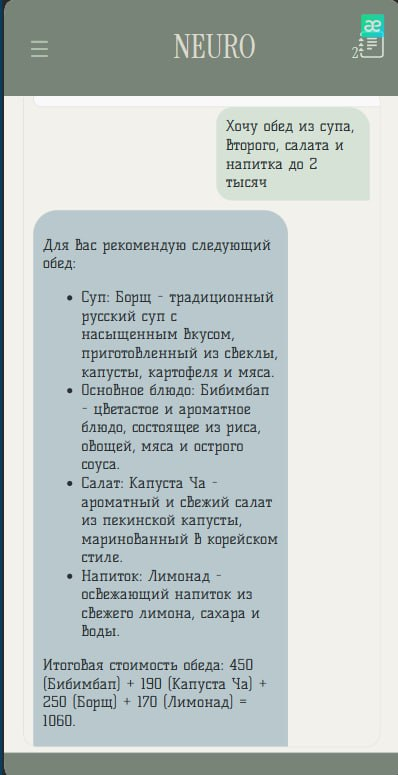 NEURO
æ
2
Хочу обед из супа,
второго, салата и
напитка до 2
тысяч
Для вас рекомендую следующий
обед:
• Суп: Борщ - традиционный
русский суп с
насыщенным вкусом,
приготовленный из свеклы,
капусты, картофеля и мяса.
• Основное блюдо: Бибимбап
- цветастое и ароматное
блюдо, состоящее из риса,
овощей, мяса и острого
соуса.
• Салат: Капуста Ча -
ароматный и свежий салат
из пекинской капусты,
маринованный в корейском
стиле.
• Напиток: Лимонад -
освежающий напиток из
свежего лимона, сахара и
воды.
Итоговая стоимость обеда: 450
(Бибимбап) + 190 (Капуста Ча) +
250 (Борщ) + 170 (Лимонад) =
1060.